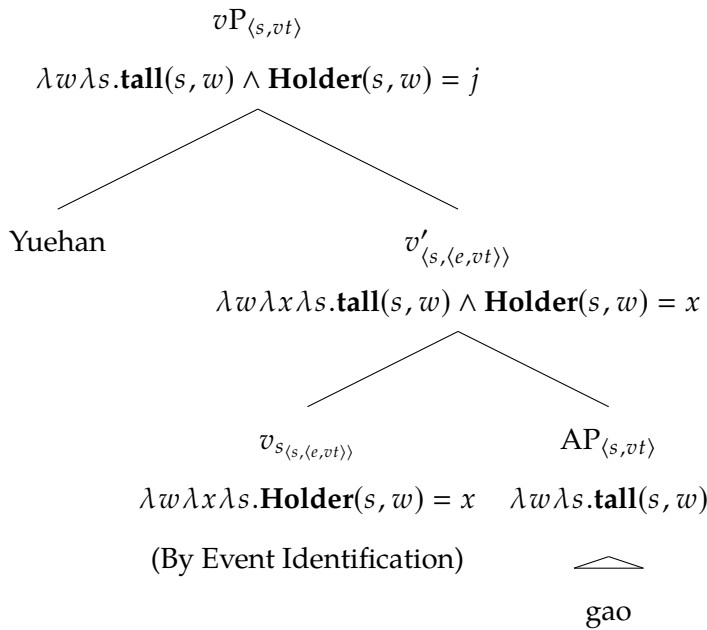 vP⟨s,vt⟩
λwλs.tall(s, w) ∧ Holder(s, w) = j
Yuehan v′⟨s,⟨e,vt⟩⟩
λwλxλs.tall(s, w) ∧ Holder(s, w) = x
vs⟨s,⟨e,vt⟩⟩ AP⟨s,vt⟩
λwλxλs.Holder(s, w) = x λwλs.tall(s, w)
(By Event Identification)
gao